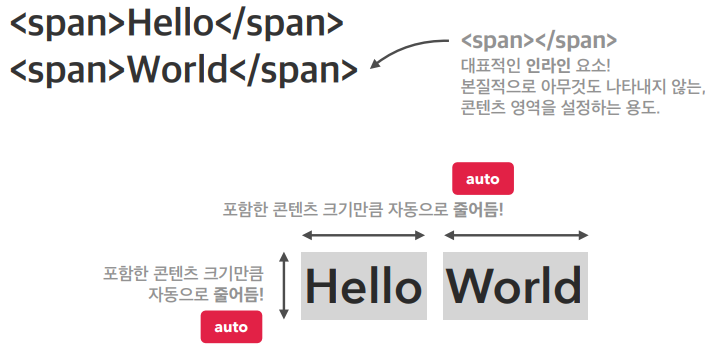 <span>Hello</span>
<span>World</span>
<span></span>
대표적인 인라인 요소!
본질적으로 아무것도 나타내지 않는,
콘텐츠 영역을 설정하는 용도.
auto
포함한 콘텐츠 크기만큼 자동으로 줄어듬!
포함한 콘텐츠 크기만큼
자동으로 줄어듬!
auto
Hello World